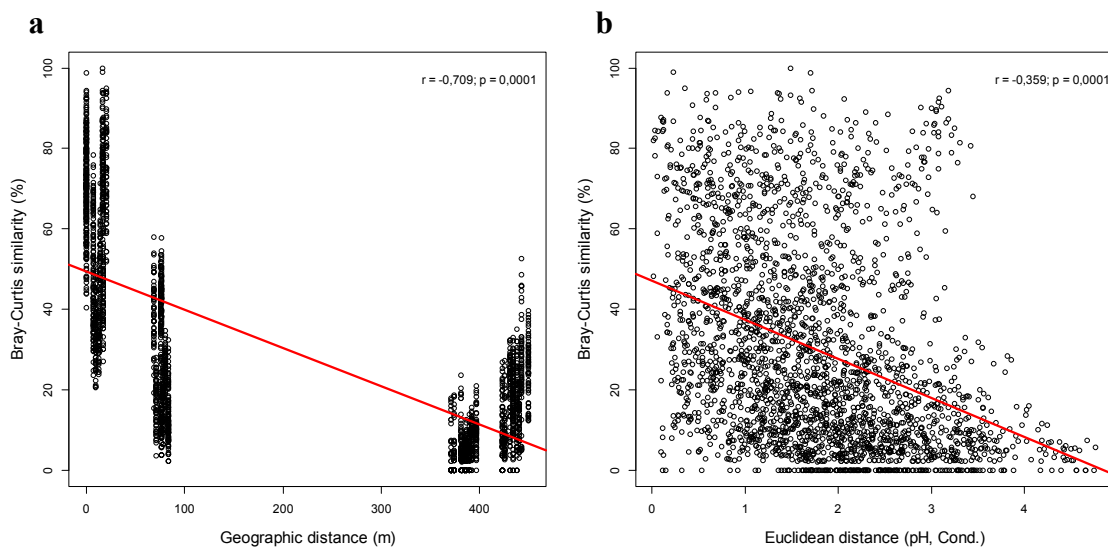 a
r = -0,709; p = 0,0001
100
80
60
40
20
0
Bray-Curtis similarity (%)
0 100 200 300 400
Geographic distance (m)
b
r = -0,359; p = 0,0001
100
80
60
40
20
0
Bray-Curtis similarity (%)
0 1 2 3 4
Euclidean distance (pH, Cond.)